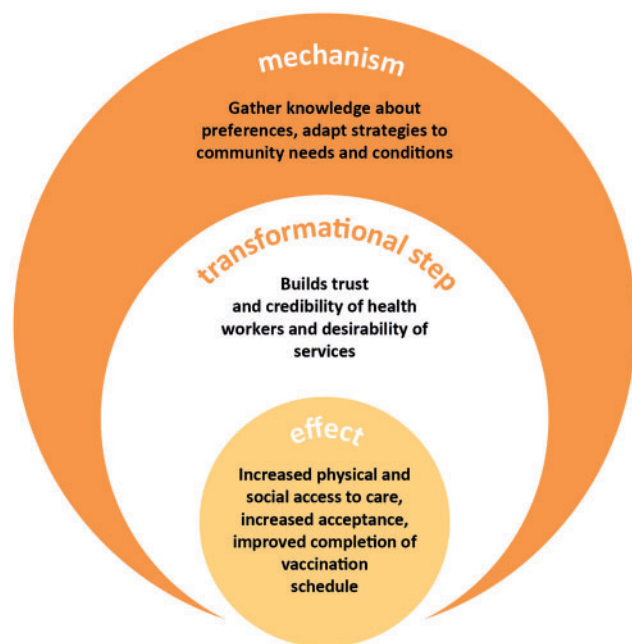 mechanism
Gather knowledge about
preferences, adapt strategies to
community needs and conditions
transformational step
Builds trust
and credibility of health
workers and desirability of
services
effect
Increased physical and
social access to care,
increased acceptance,
improved completion of
vaccination
schedule